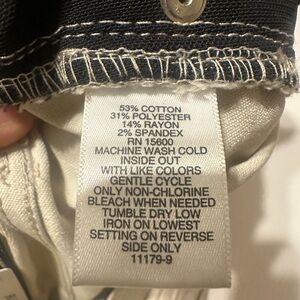 53% COTTON
31% POLYESTER
14% RAYON
2% SPANDEX
RN 15600
MACHINE WASH COLD
INSIDE OUT
WITH LIKE COLORS
GENTLE CYCLE
ONLY NON-CHLORINE
BLEACH WHEN NEEDED
TUMBLE DRY LOW
IRON ON LOWEST
SETTING ON REVERSE
SIDE ONLY
11179-9